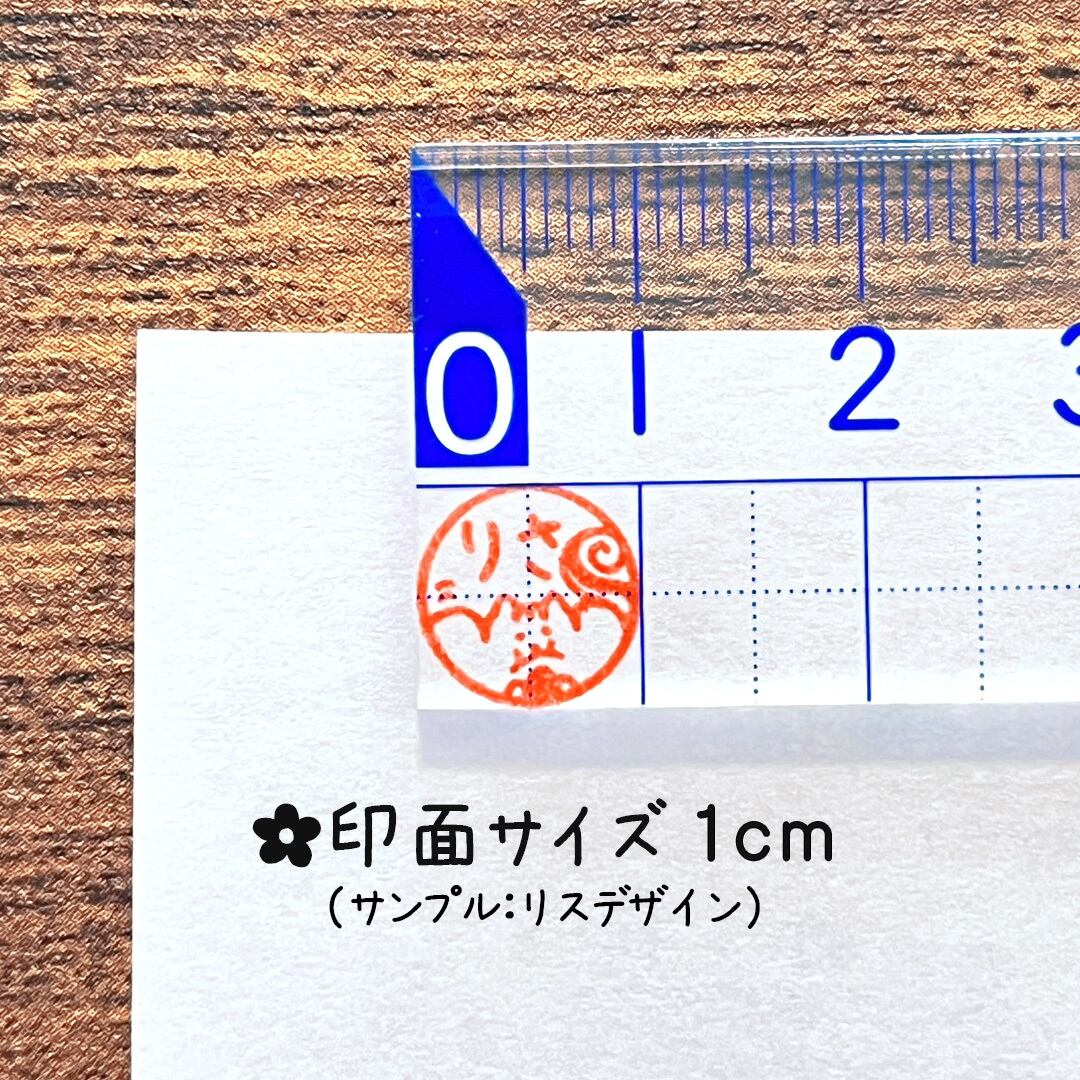 0 1 2 3
りさ
✿印面サイズ 1cm
(サンプル:リスデザイン)